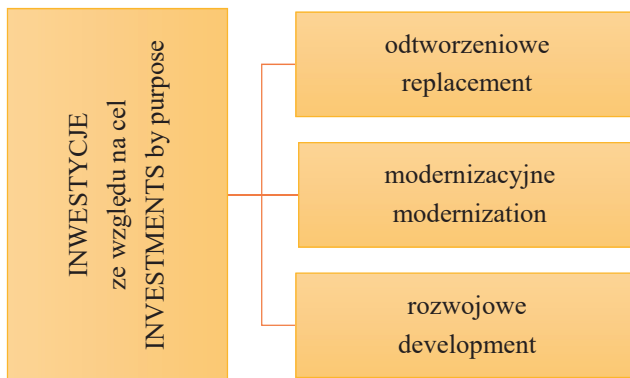 INWESTYCJE
ze względu na cel
INVESTMENTS by purpose
odtworzeniowe
replacement
modernizacyjne
modernization
rozwojowe
development